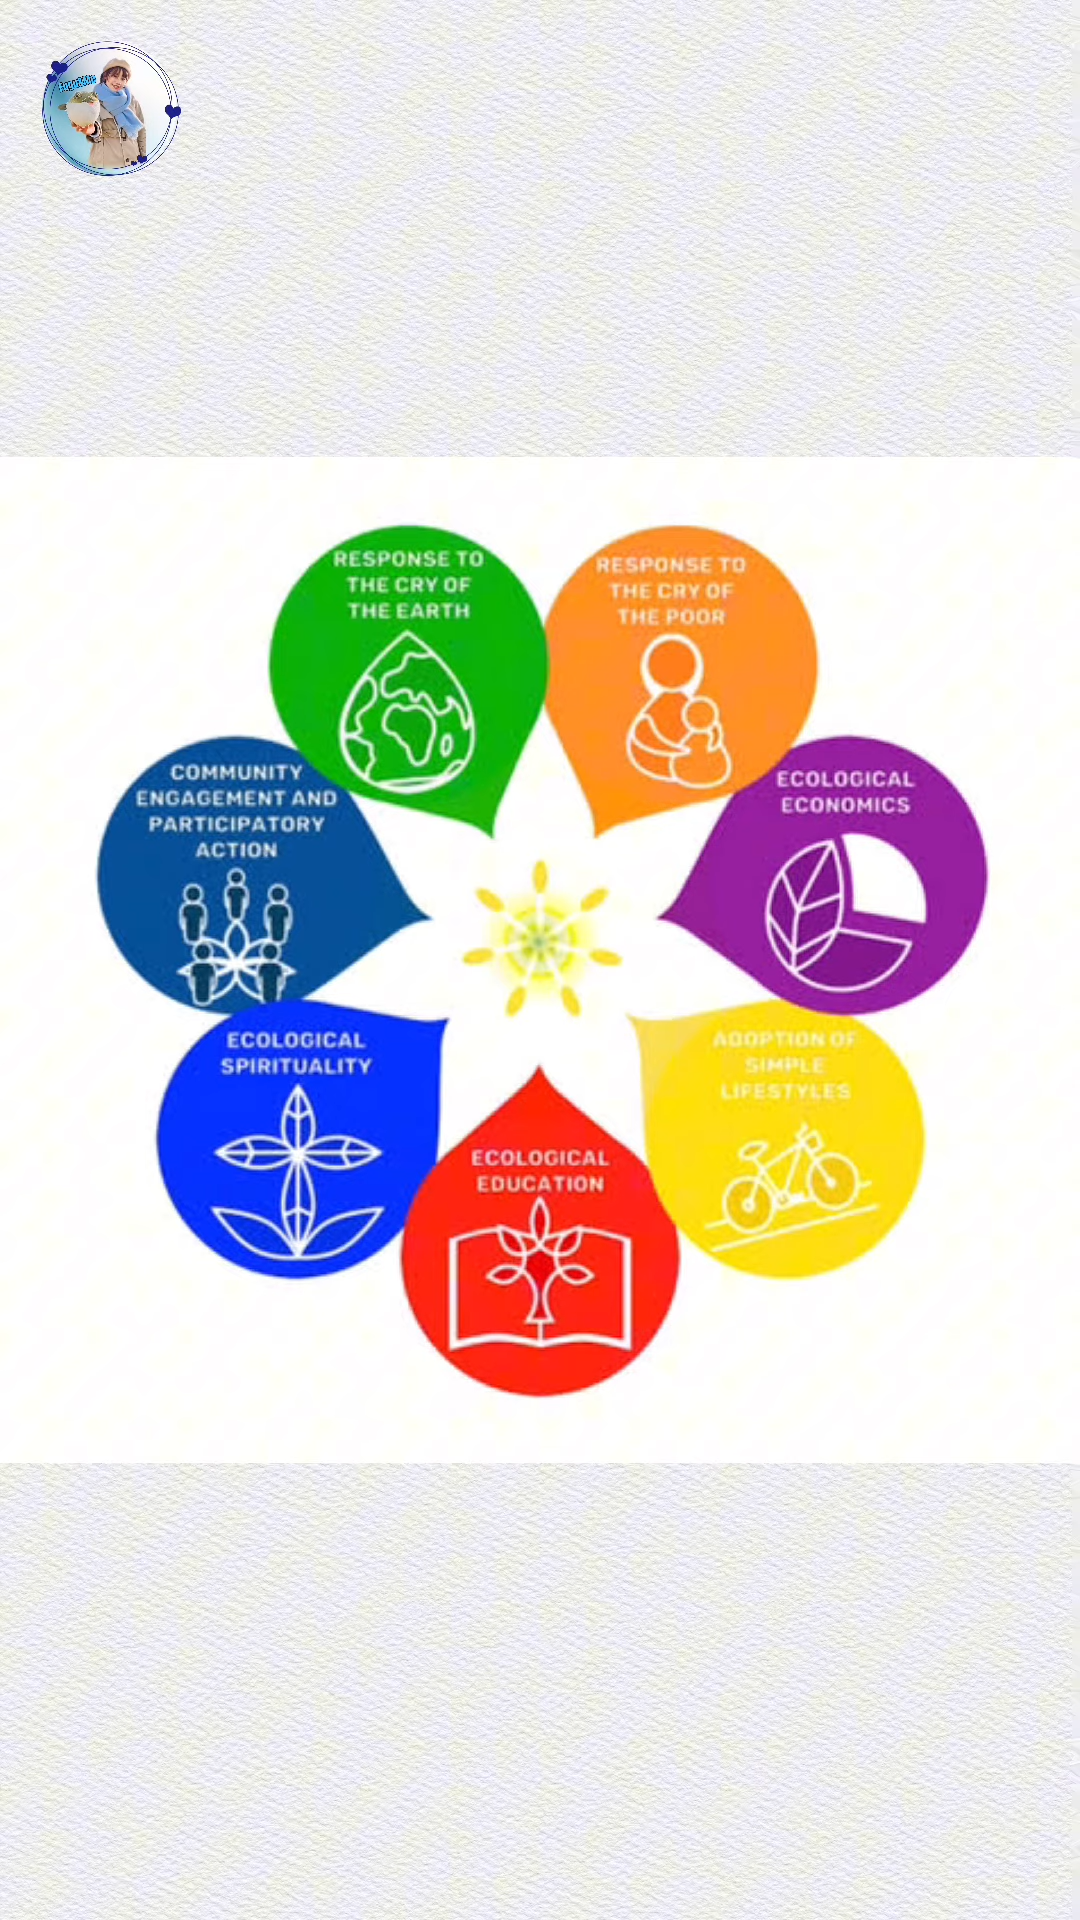 RESPONSE TO
THE CRY OF
THE EARTH
RESPONSE TO
THE CRY OF
THE POOR
COMMUNITY
ENGAGEMENT AND
PARTICIPATORY
ACTION
ECOLOGICAL
ECONOMICS
ECOLOGICAL
SPIRITUALITY
ADOPTION OF
SIMPLE
LIFESTYLES
ECOLOGICAL
EDUCATION